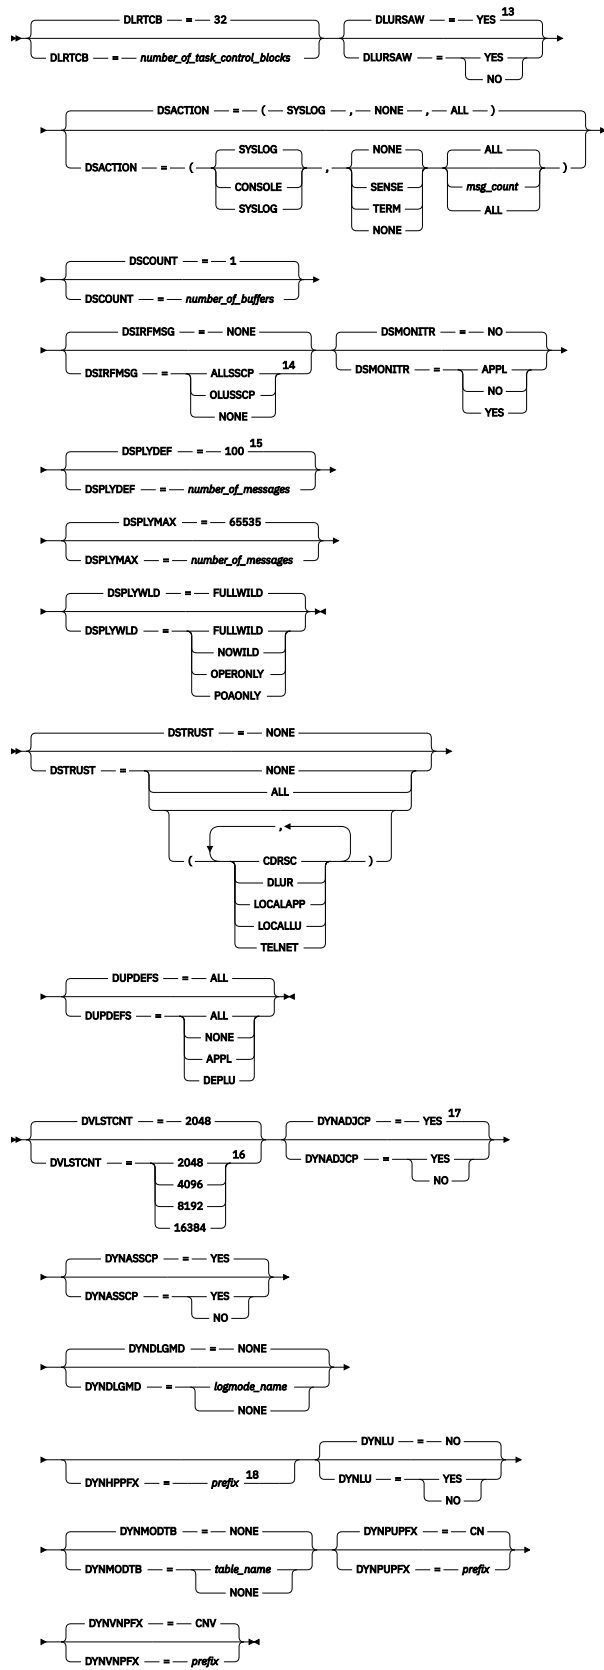 DLRTCB = 32 DLURSAW = YES 13
DLRTCB = number_of_task_control_blocks DLURSAW = YES
NO
DSACTION = ( SYSLOG , NONE , ALL )
SYSLOG NONE ALL
DSACTION = ( CONSOLE , SENSE msg_count )
SYSLOG TERM ALL
NONE
DSCOUNT = 1
DSCOUNT = number_of_buffers
DSIRFMSG = NONE DSMONITR = NO
DSIRFMSG = ALLSSCP 14 DSMONITR = APPL
OLUSSCP NO
NONE YES
DSPLYDEF = 100 15
DSPLYDEF = number_of_messages
DSPLYMAX = 65535
DSPLYMAX = number_of_messages
DSPLYWLD = FULLWILD
DSPLYWLD = FULLWILD
NOWILD
OPERONLY
POAONLY
DSTRUST = NONE
DSTRUST = NONE
ALL
,
( CDRSC )
DLUR
LOCALAPP
LOCALLU
TELNET
DUPDEFS = ALL
DUPDEFS = ALL
NONE
APPL
DEPLU
DVLSTCNT = 2048 DYNADJCP = YES 17
DVLSTCNT = 2048 16 DYNADJCP = YES
4096 NO
8192
16384
DYNASSCP = YES
DYNASSCP = YES
NO
DYNDLGMD = NONE
DYNDLGMD = logmode_name
NONE
DYNLU = NO
DYNHPPFX = prefix 18 DYNLU = YES
NO
DYNMODTB = NONE DYNPUPFX = CN
DYNMODTB = table_name DYNPUPFX = prefix
NONE
DYNVNPFX = CNV
DYNVNPFX = prefix